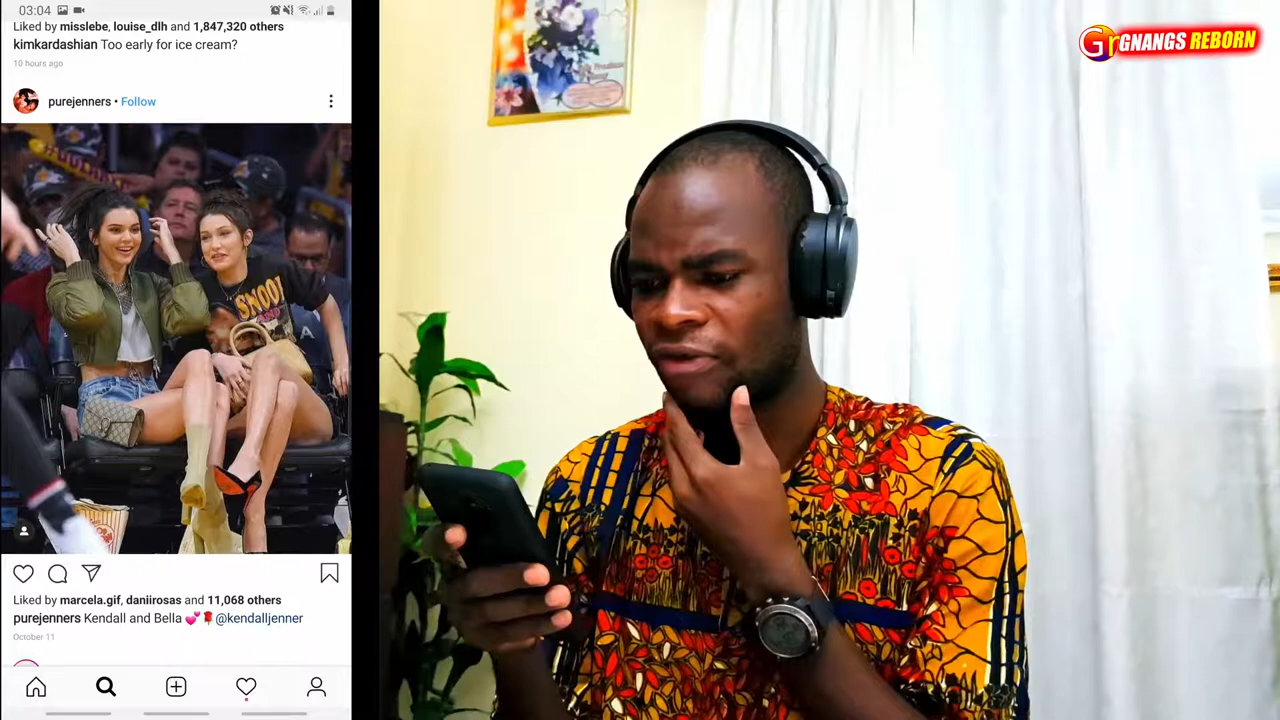 03:04
Liked by misslebe, louise_dlh and 1,847,320 others
kimkardashian Too early for ice cream?
10 hours ago
purejenners • Follow
SNOOP
AND
Liked by marcela.gif, daniirosas and 11,068 others
purejenners Kendall and Bella 💕🌹@kendalljenner
October 11
Gr GNANGS REBORN